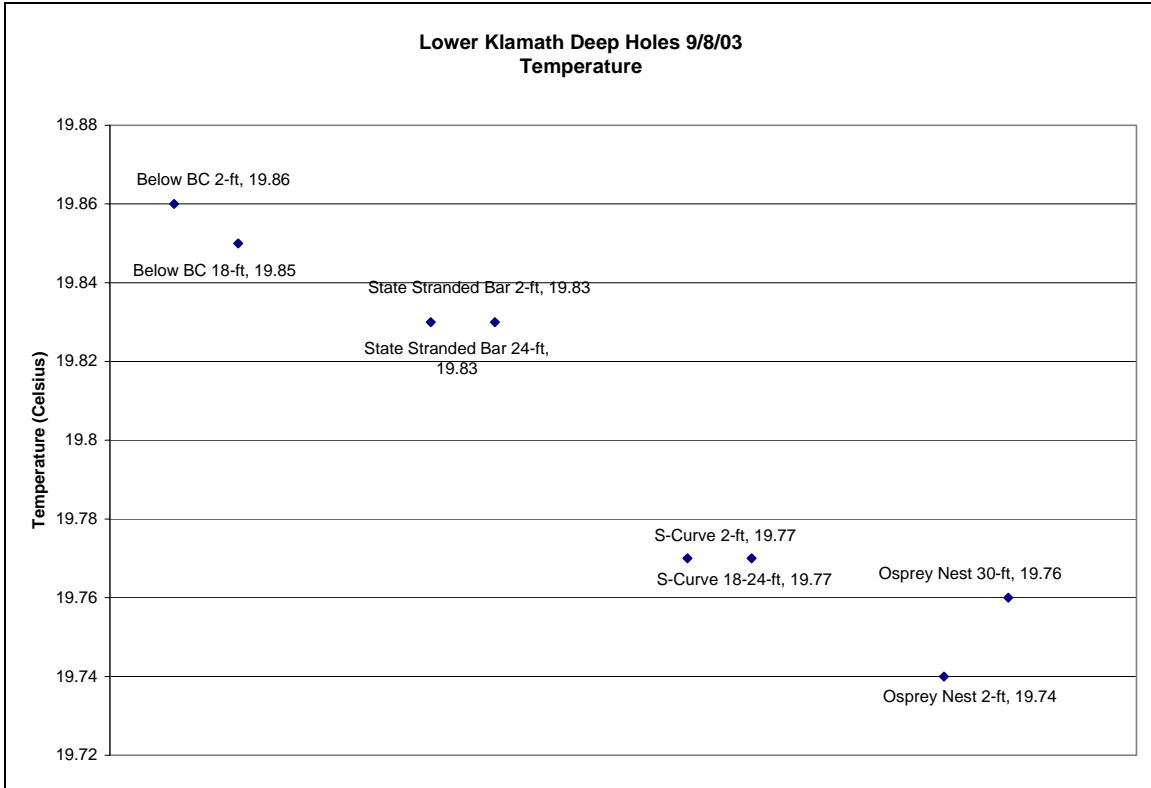 Lower Klamath Deep Holes 9/8/03
Temperature
19.88
Below BC 2-ft, 19.86
19.86
Below BC 18-ft, 19.85
19.84
State Stranded Bar 2-ft, 19.83
State Stranded Bar 24-ft,
19.83
19.82
19.8
Temperature (Celsius)
19.78
S-Curve 2-ft, 19.77
S-Curve 18-24-ft, 19.77
Osprey Nest 30-ft, 19.76
19.76
19.74
Osprey Nest 2-ft, 19.74
19.72